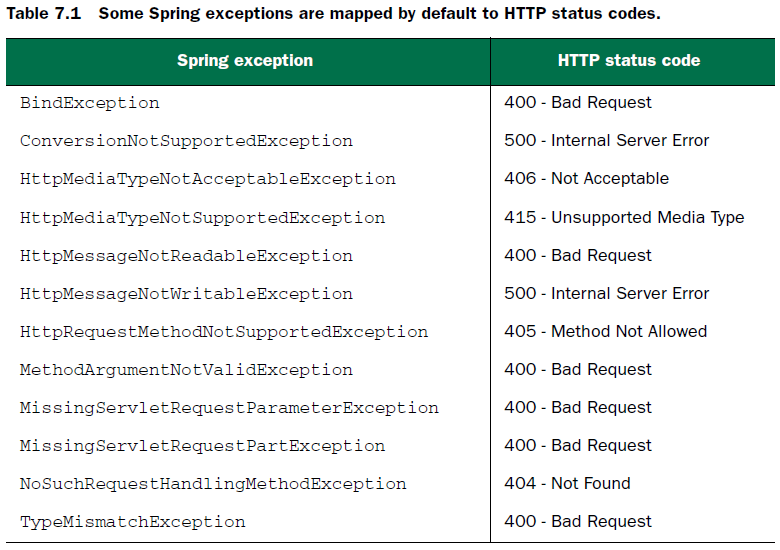 Table 7.1 Some Spring exceptions are mapped by default to HTTP status codes.
Spring exception HTTP status code
BindException 400 - Bad Request
ConversionNotSupportedException 500 - Internal Server Error
HttpMediaTypeNotAcceptableException 406 - Not Acceptable
HttpMediaTypeNotSupportedException 415 - Unsupported Media Type
HttpMessageNotReadableException 400 - Bad Request
HttpMessageNotWritableException 500 - Internal Server Error
HttpRequestMethodNotSupportedException 405 - Method Not Allowed
MethodArgumentNotValidException 400 - Bad Request
MissingServletRequestParameterException 400 - Bad Request
MissingServletRequestPartException 400 - Bad Request
NoSuchRequestHandlingMethodException 404 - Not Found
TypeMismatchException 400 - Bad Request